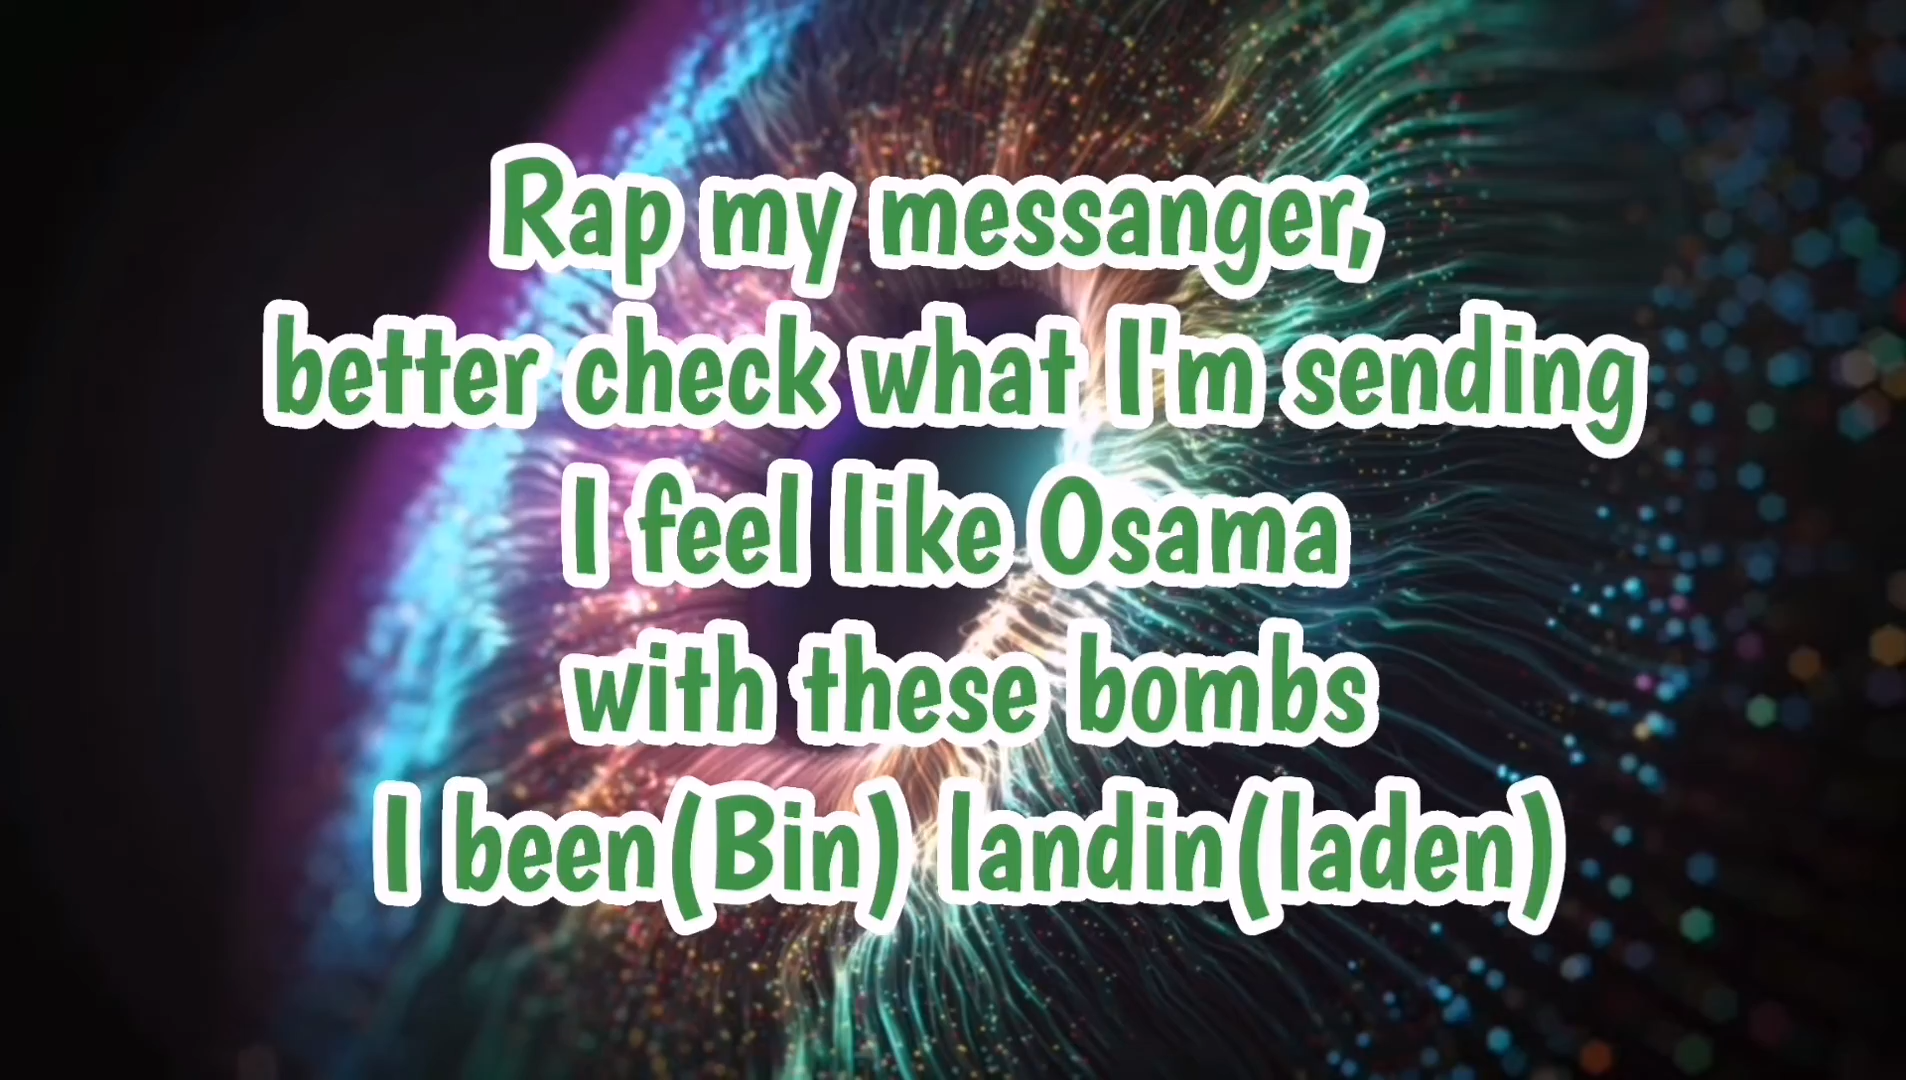 Rap my messanger,
better check what I'm sending
I feel like Osama
with these bombs
I been(Bin) landin(laden)